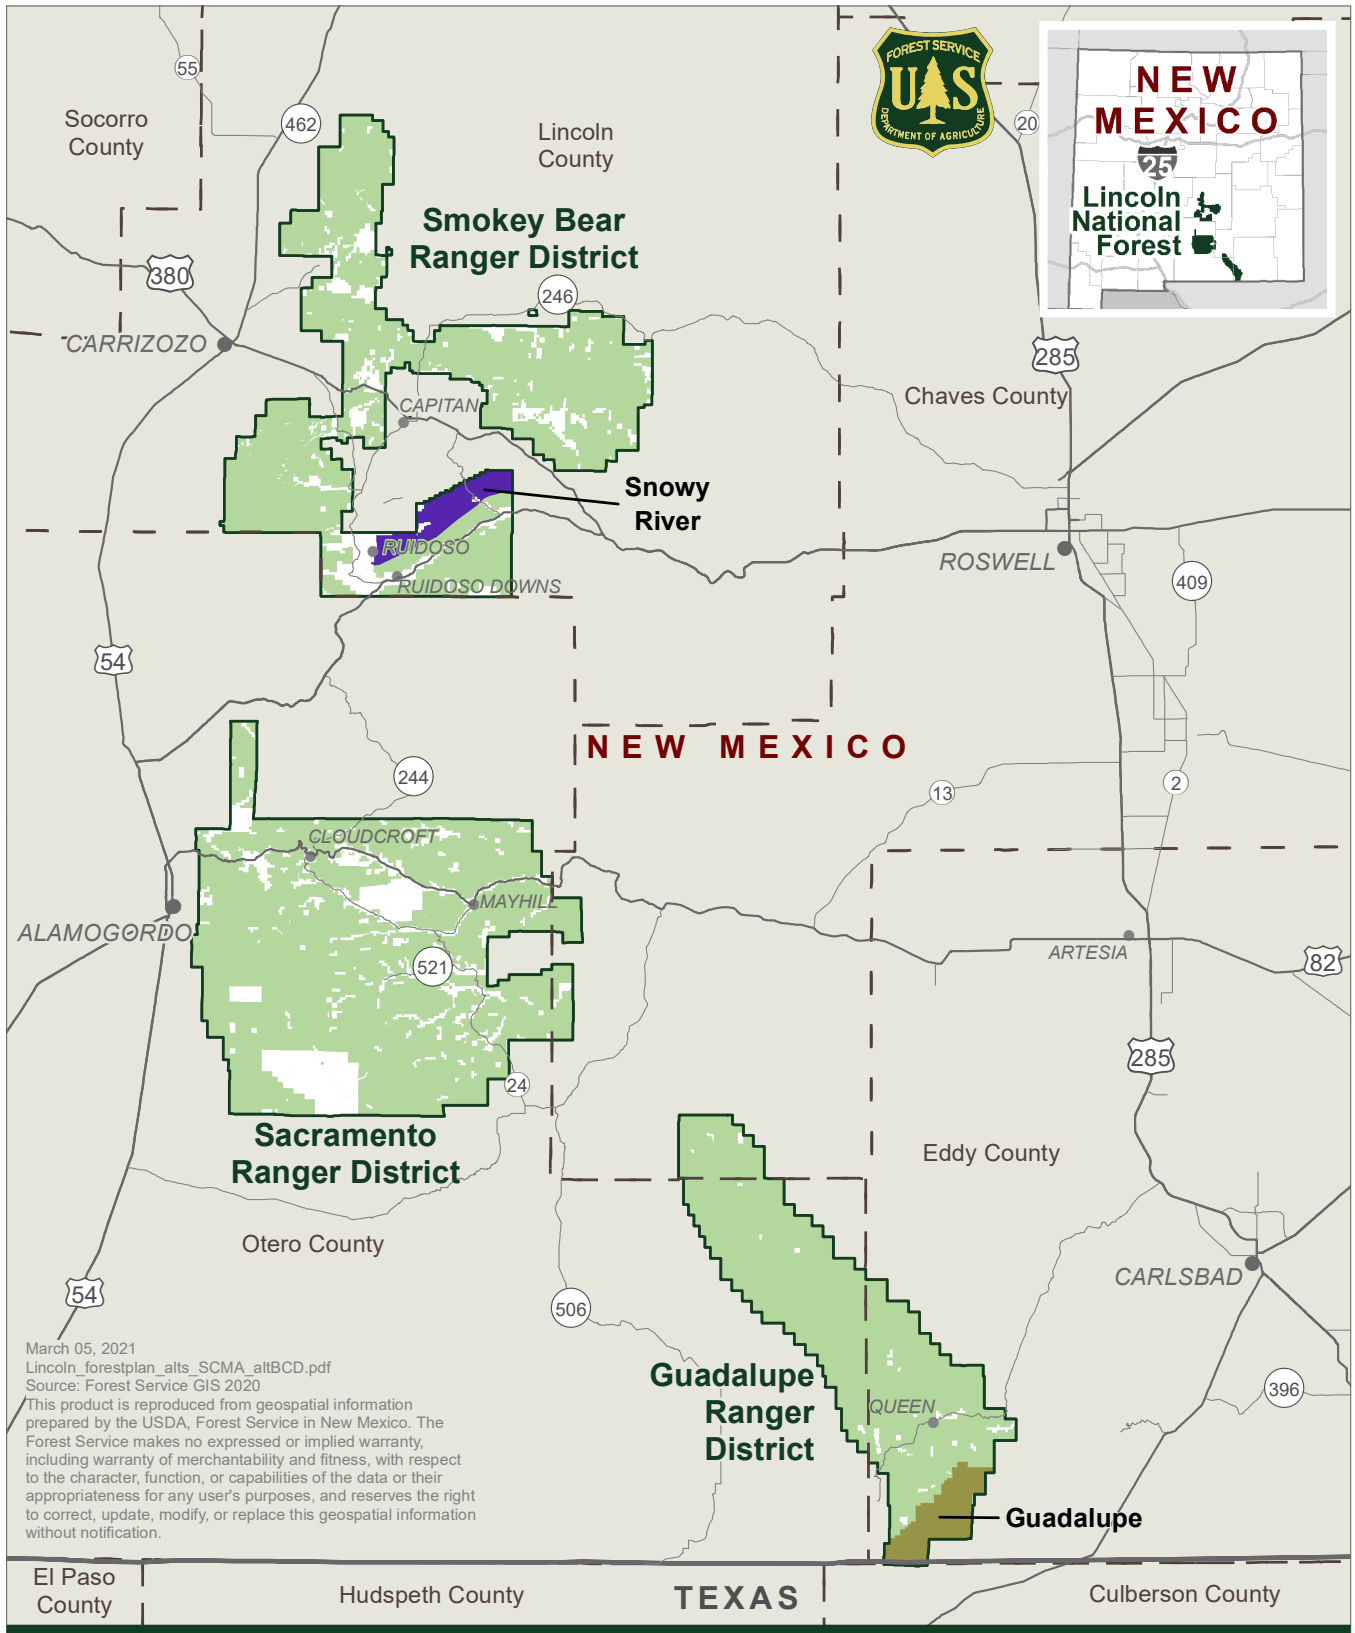 55
462
Socorro
County
Lincoln
County
FOREST SERVICE
U S
DEPARTMENT OF AGRICULTURE
20
NEW
MEXICO
25
Lincoln
National
Forest
Smokey Bear
Ranger District
380
246
CARRIZOZO
285
Chaves County
CAPITAN
Snowy
River
RUIDOSO
RUIDOSO DOWNS
ROSWELL
409
54
NEW MEXICO
244
13
2
CLOUDCROFT
MAYHILL
ALAMOGORDO
521
ARTESIA
82
285
24
Sacramento
Ranger District
Eddy County
Otero County
CARLSBAD
54
506
March 05, 2021
Lincoln_forestplan_alts_SCMA_altBCD.pdf
Source: Forest Service GIS 2020
This product is reproduced from geospatial information
prepared by the USDA, Forest Service in New Mexico. The
Forest Service makes no expressed or implied warranty,
including warranty of merchantability and fitness, with respect
to the character, function, or capabilities of the data or their
appropriateness for any user's purposes, and reserves the right
to correct, update, modify, or replace this geospatial information
without notification.
Guadalupe
Ranger
District
396
QUEEN
Guadalupe
El Paso
County
Hudspeth County
TEXAS
Culberson County